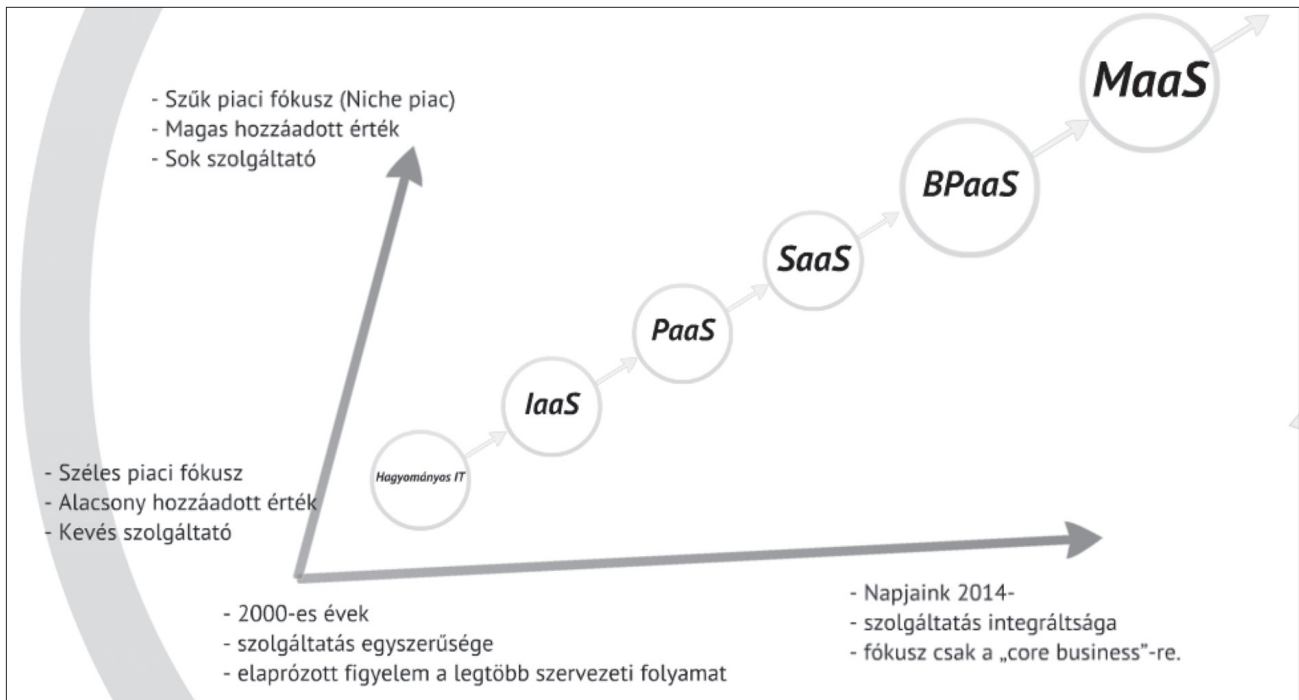 - Szűk piaci fókusz (Niche piac)
- Magas hozzáadott érték
- Sok szolgáltató
MaaS
BPaaS
SaaS
PaaS
IaaS
Hagyományos IT
- Széles piaci fókusz
- Alacsony hozzáadott érték
- Kevés szolgáltató
- 2000-es évek
- szolgáltatás egyszerűsége
- elaprózott figyelem a legtöbb szervezeti folyamat
- Napjaink 2014-
- szolgáltatás integráltsága
- fókusz csak a „core business”-re.